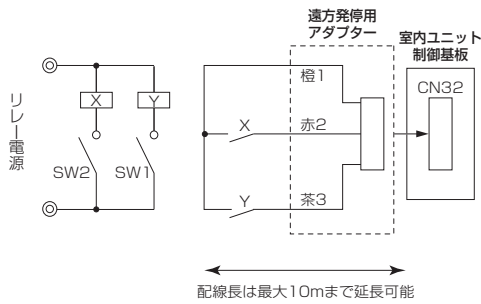 遠方発停用
アダプター
室内ユニット
制御基板
CN32
橙1
リレー電源
X
Y
X
赤2
SW2
SW1
Y
茶3
配線長は最大10mまで延長可能